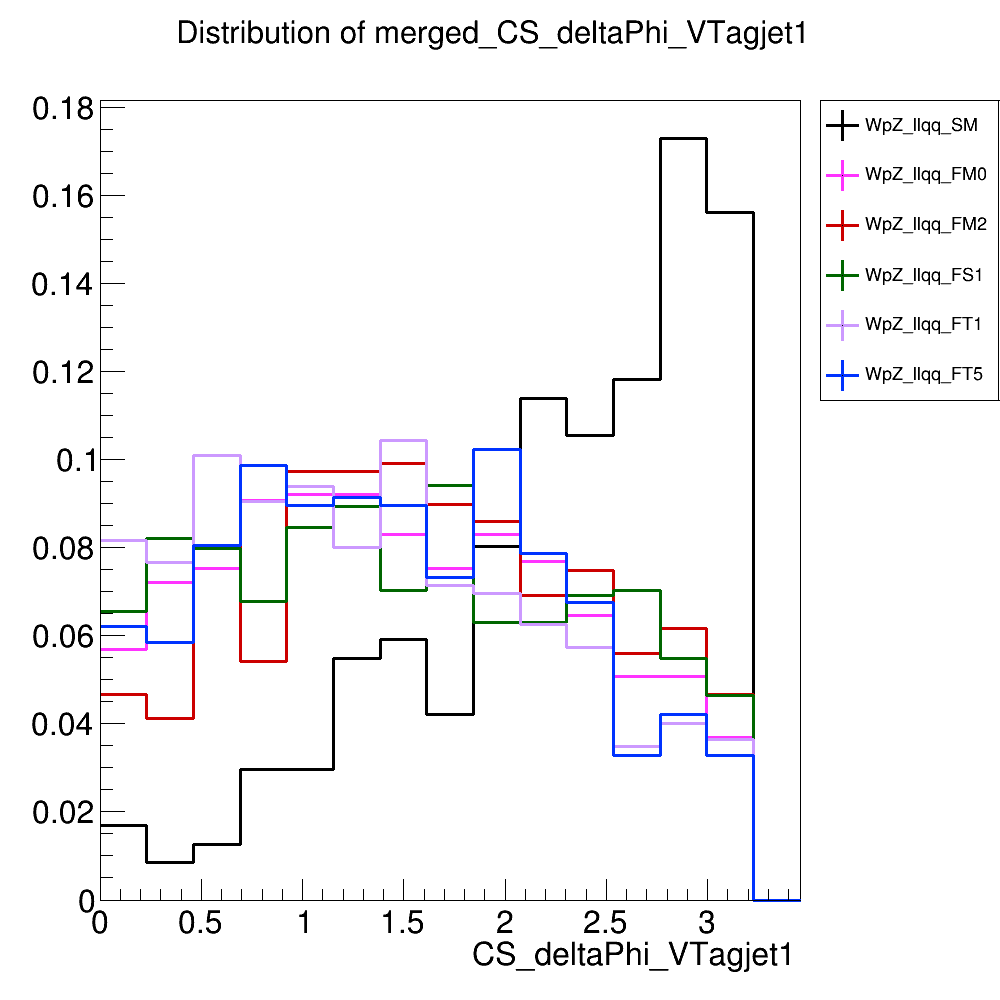 Distribution of merged_CS_deltaPhi_VTagjet1
0.18
0.16
0.14
0.12
0.1
0.08
0.06
0.04
0.02
0
0 0.5 1 1.5 2 2.5 3
CS_deltaPhi_VTagjet1
WpZ_llqq_SM
WpZ_llqq_FM0
WpZ_llqq_FM2
WpZ_llqq_FS1
WpZ_llqq_FT1
WpZ_llqq_FT5